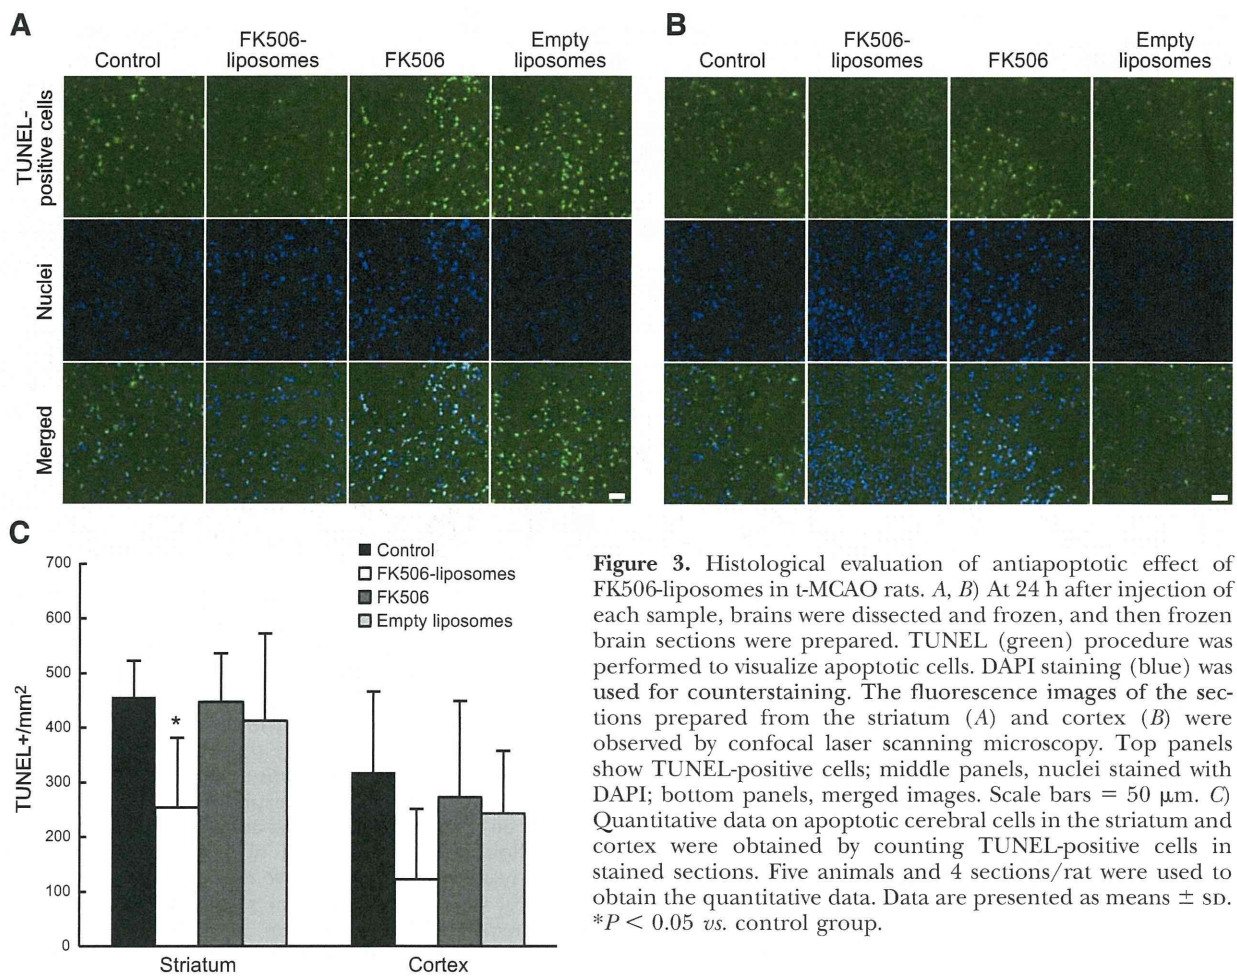 A
Control
FK506-
liposomes
FK506
Empty
liposomes
TUNEL-
positive cells
Nuclei
Merged
B
Control
FK506-
liposomes
FK506
Empty
liposomes
C
Control
FK506-liposomes
FK506
Empty liposomes
TUNEL+/mm2
700
600
500
400
300
200
100
0
*
Striatum
Cortex
Figure 3. Histological evaluation of antiapoptotic effect of
FK506-liposomes in t-MCAO rats. A, B) At 24 h after injection of
each sample, brains were dissected and frozen, and then frozen
brain sections were prepared. TUNEL (green) procedure was
performed to visualize apoptotic cells. DAPI staining (blue) was
used for counterstaining. The fluorescence images of the sec-
tions prepared from the striatum (A) and cortex (B) were
observed by confocal laser scanning microscopy. Top panels
show TUNEL-positive cells; middle panels, nuclei stained with
DAPI; bottom panels, merged images. Scale bars = 50 μm. C)
Quantitative data on apoptotic cerebral cells in the striatum and
cortex were obtained by counting TUNEL-positive cells in
stained sections. Five animals and 4 sections/rat were used to
obtain the quantitative data. Data are presented as means ± SD.
*P < 0.05 vs. control group.